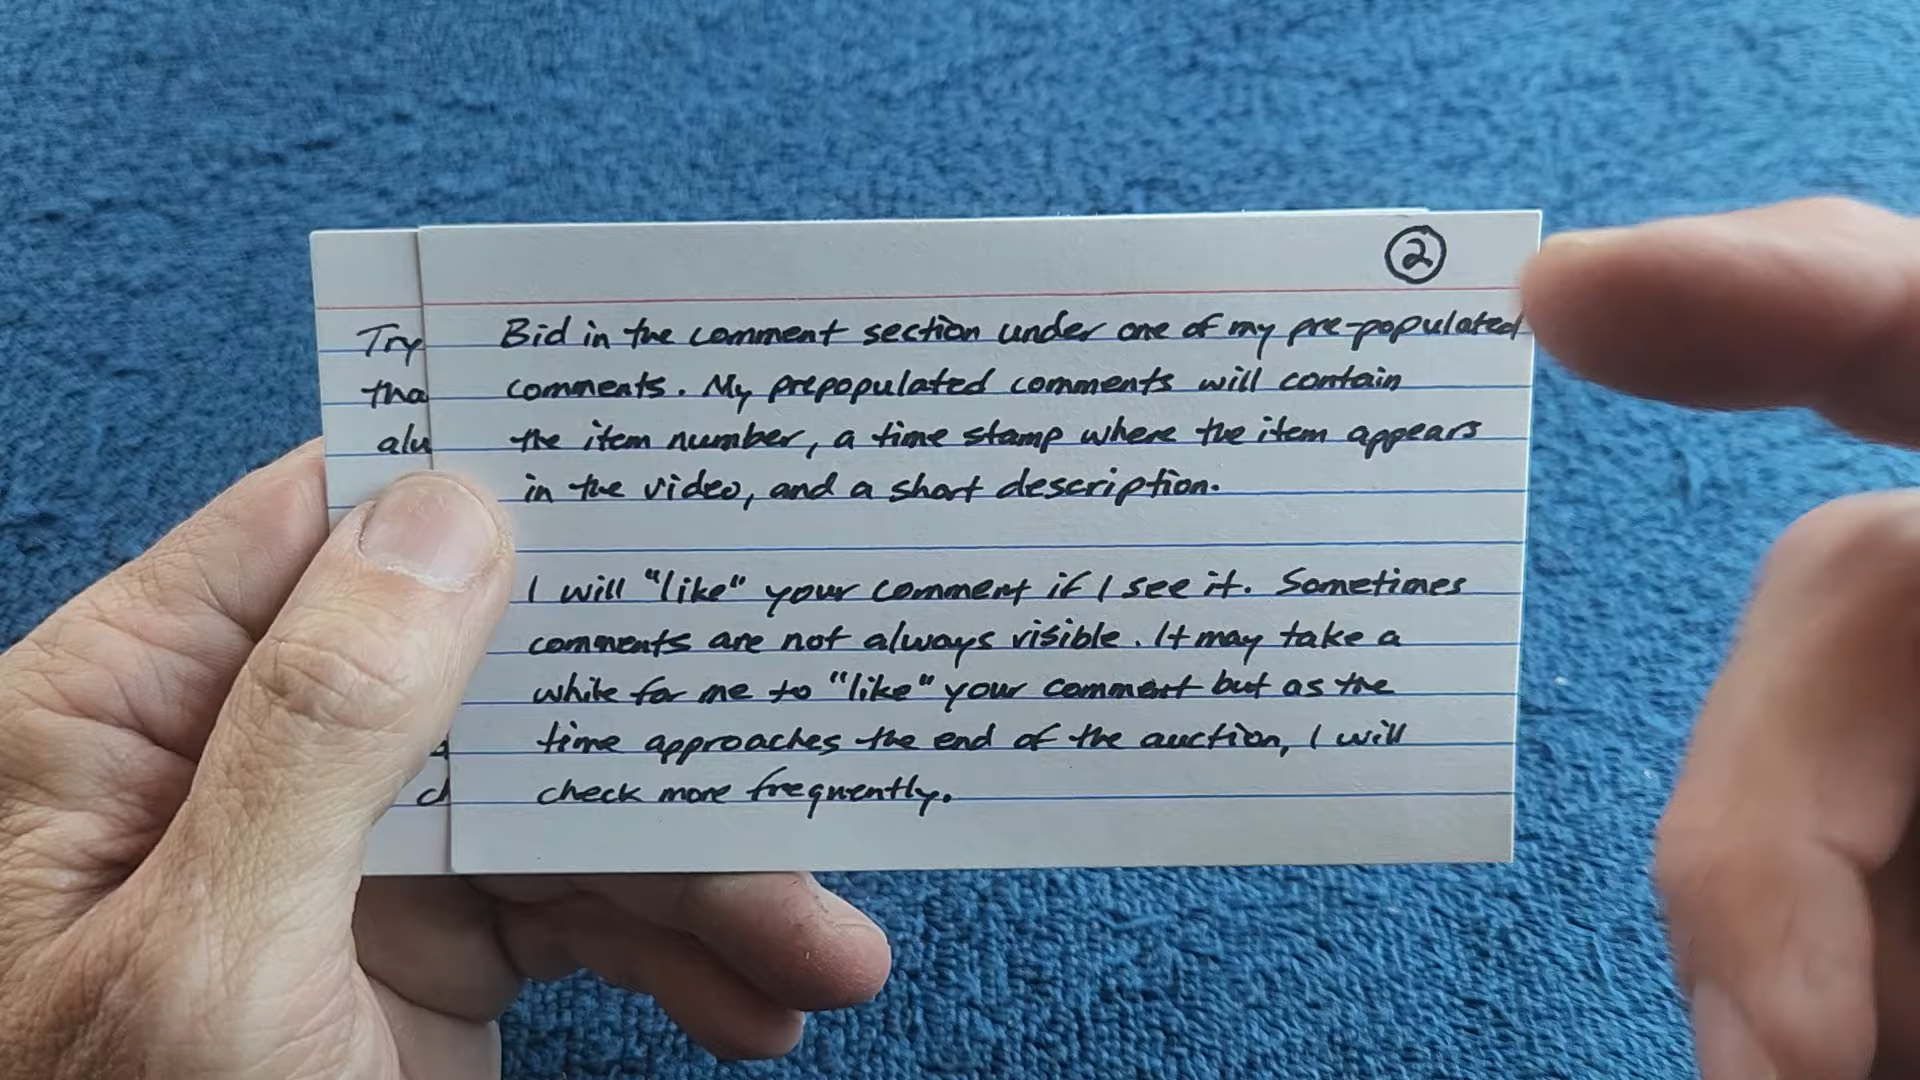 ②
Bid in the comment section under one of my pre-populated
comments. My prepopulated comments will contain
the item number, a time stamp where the item appears
in the video, and a short description.
I will "like" your comment if I see it. Sometimes
comments are not always visible. It may take a
while for me to "like" your comment but as the
time approaches the end of the auction, I will
check more frequently.
Try
tha
alu